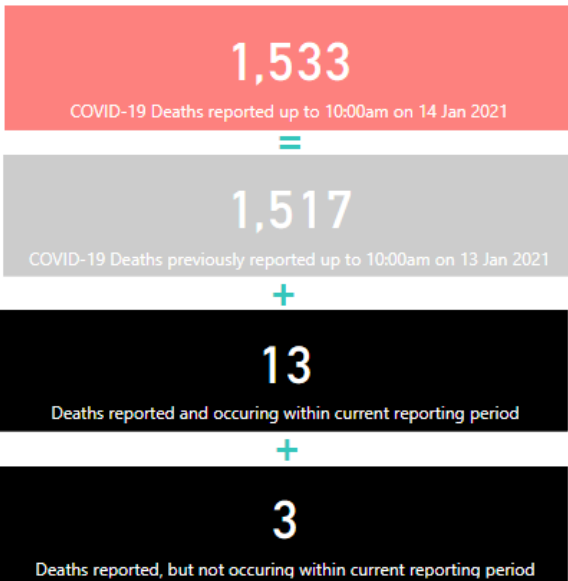 1,533
COVID-19 Deaths reported up to 10:00am on 14 Jan 2021
=
1,517
COVID-19 Deaths previously reported up to 10:00am on 13 Jan 2021
+
13
Deaths reported and occuring within current reporting period
+
3
Deaths reported, but not occuring within current reporting period